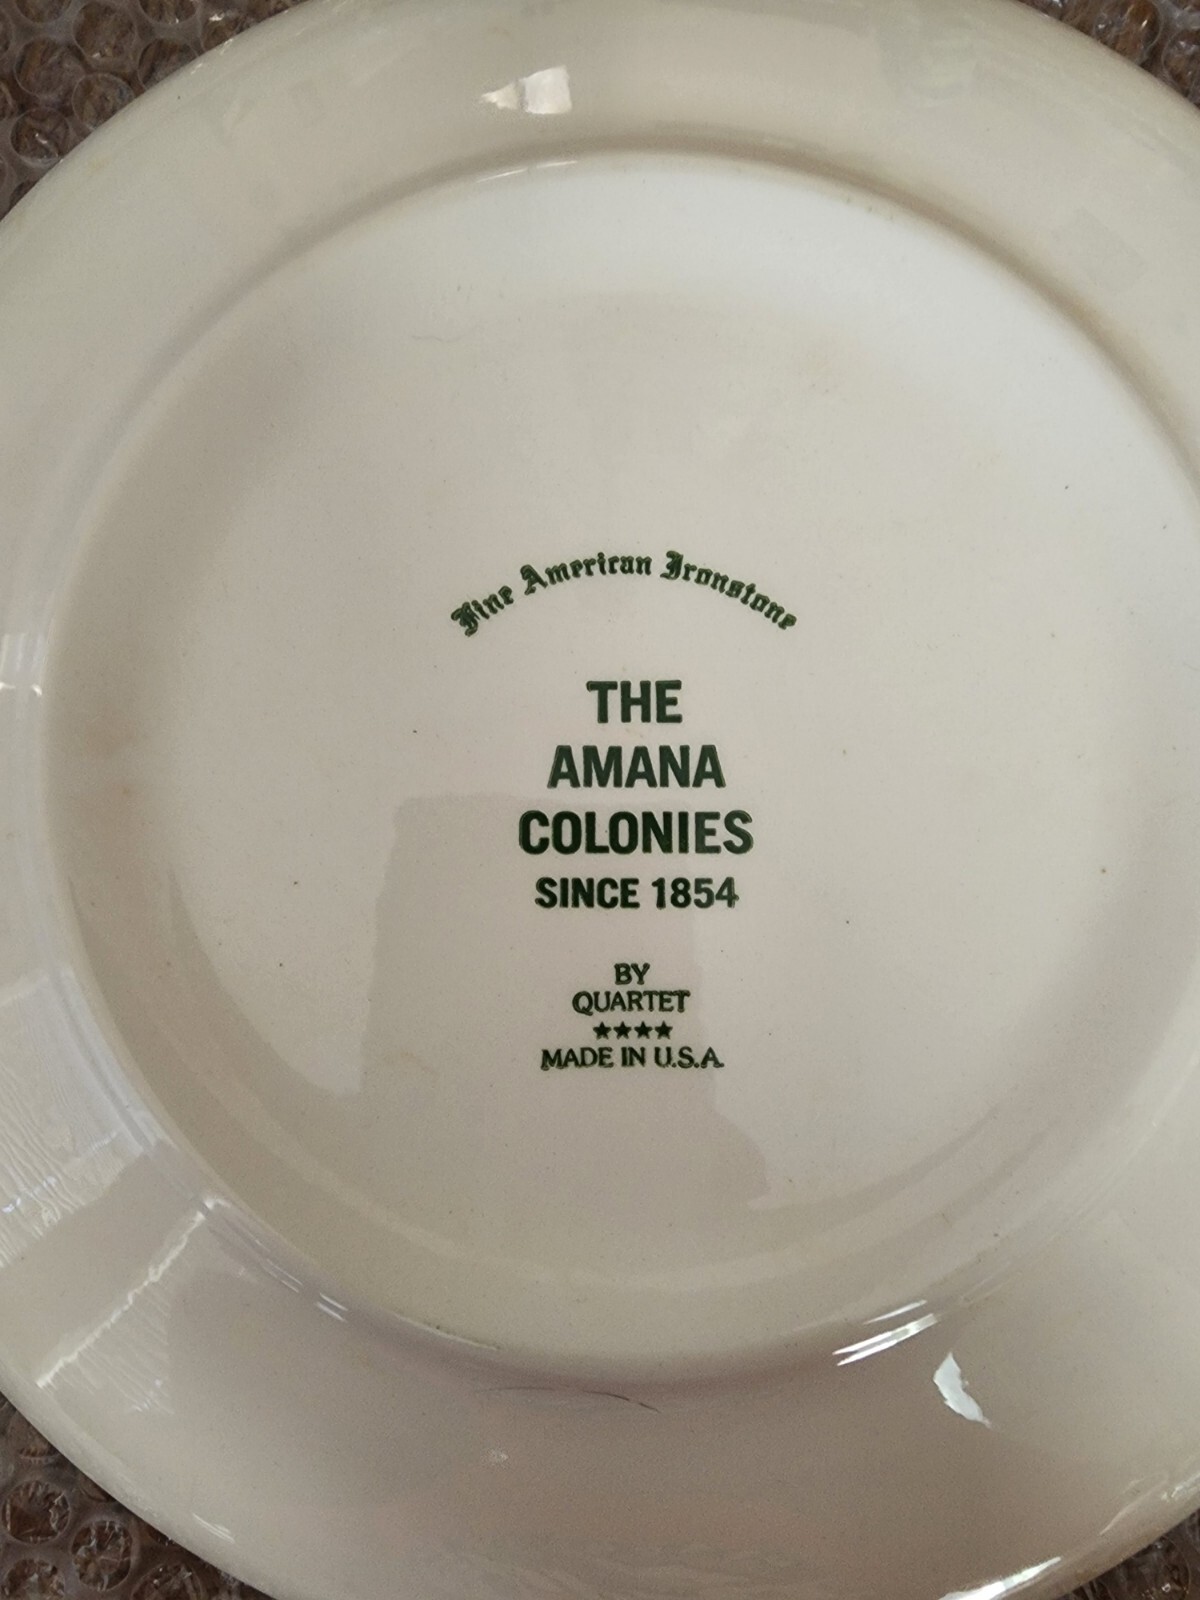 Fine American Ironstone
THE
AMANA
COLONIES
SINCE 1854
BY
QUARTET
★★★★
MADE IN U.S.A.